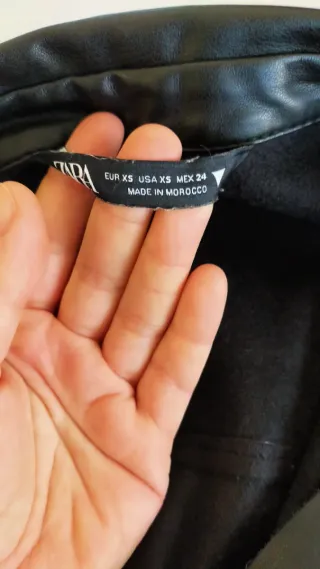 ZARA
EUR XS USA XS MEX 24
MADE IN MOROCCO